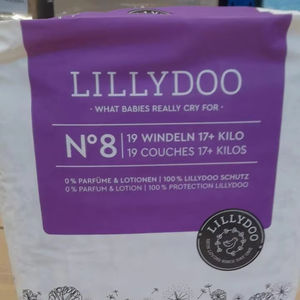 LILLYDOO
- WHAT BABIES REALLY CRY FOR -
Nº8
19 WINDELN 17+ KILO
19 COUCHES 17+ KILOS
0% PARFÜME & LOTIONEN | 100% LILLYDOO SCHUTZ
0% PARFUM & LOTION | 100% PROTECTION LILLYDOO
LILLYDOO